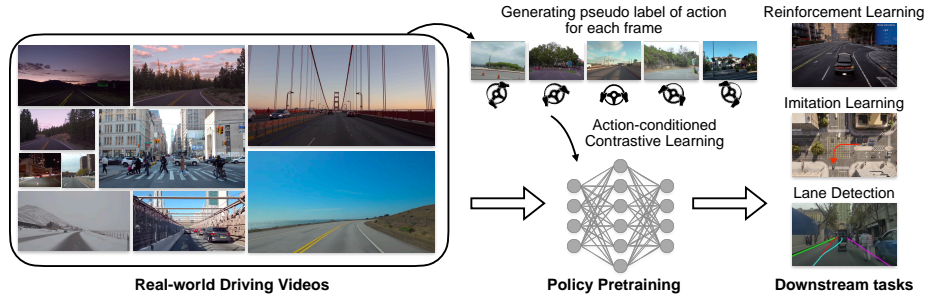 Generating pseudo label of action
for each frame
Reinforcement Learning
Imitation Learning
Action-conditioned
Contrastive Learning
Lane Detection
Real-world Driving Videos
Policy Pretraining
Downstream tasks